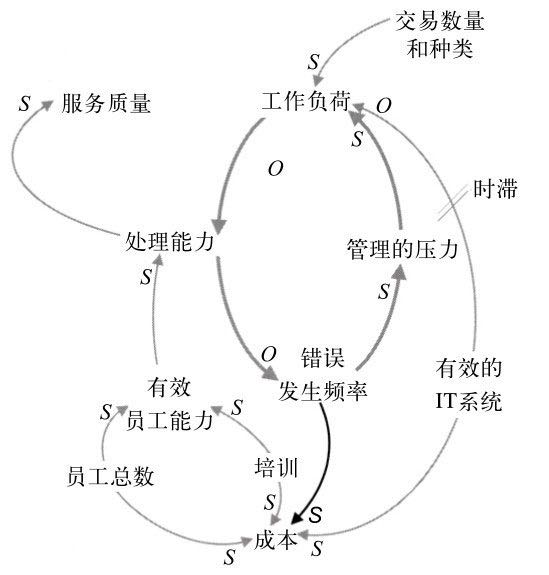 交易数量
和种类
S
S
服务质量
工作负荷
O
S
O
时滞
处理能力
管理的压力
S
S
O
错误
发生频率
有效的
IT系统
有效
员工能力
S
S
员工总数
培训
S
S
成本
S
S